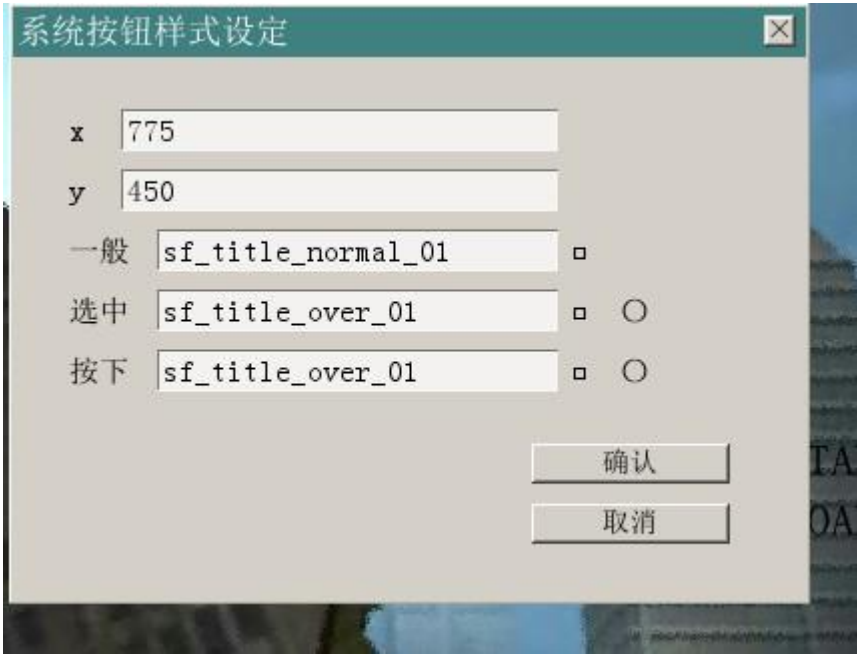 系统按钮样式设定
x 775
y 450
一般 sf_title_normal_01
选中 sf_title_over_01
按下 sf_title_over_01
确认
取消
TA
OA